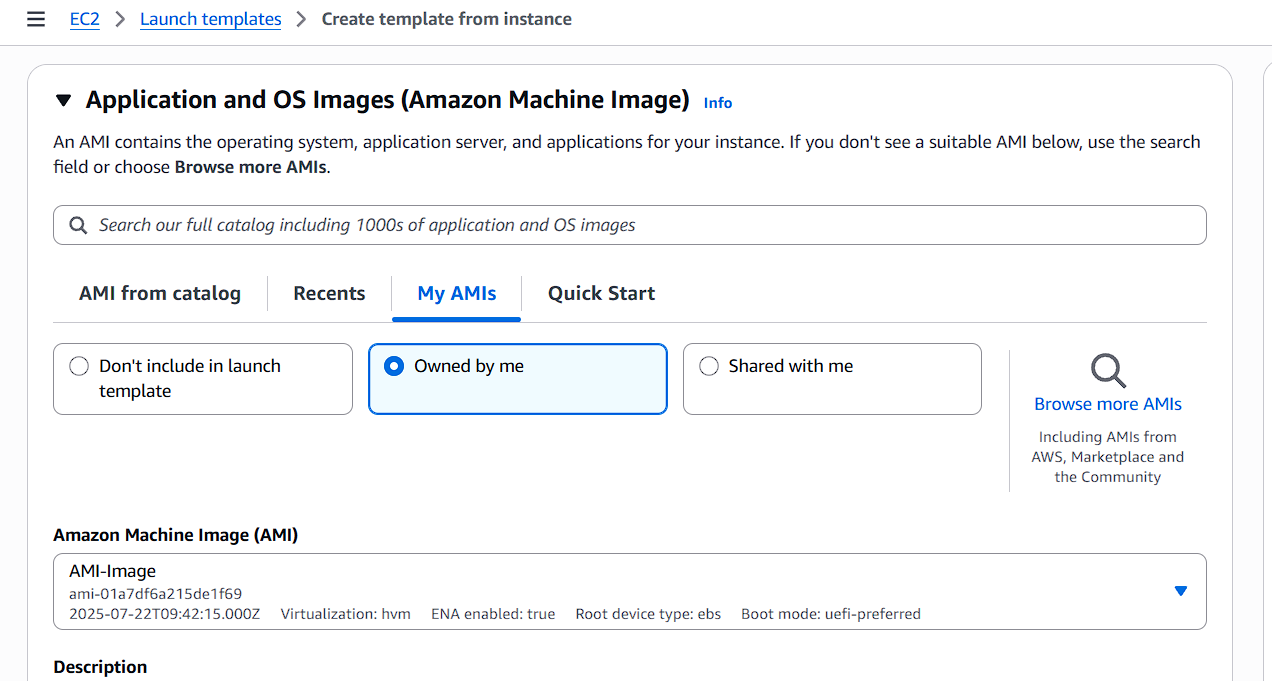 EC2 > Launch templates > Create template from instance
Application and OS Images (Amazon Machine Image) Info
An AMI contains the operating system, application server, and applications for your instance. If you don't see a suitable AMI below, use the search
field or choose Browse more AMIs.
Search our full catalog including 1000s of application and OS images
AMI from catalog Recents My AMIs Quick Start
Don't include in launch
template
Owned by me
Shared with me
Browse more AMIs
Including AMIs from
AWS, Marketplace and
the Community
Amazon Machine Image (AMI)
AMI-Image
ami-01a7df6a215de1f69
2025-07-22T09:42:15.000Z Virtualization: hvm ENA enabled: true Root device type: ebs Boot mode: uefi-preferred
Description